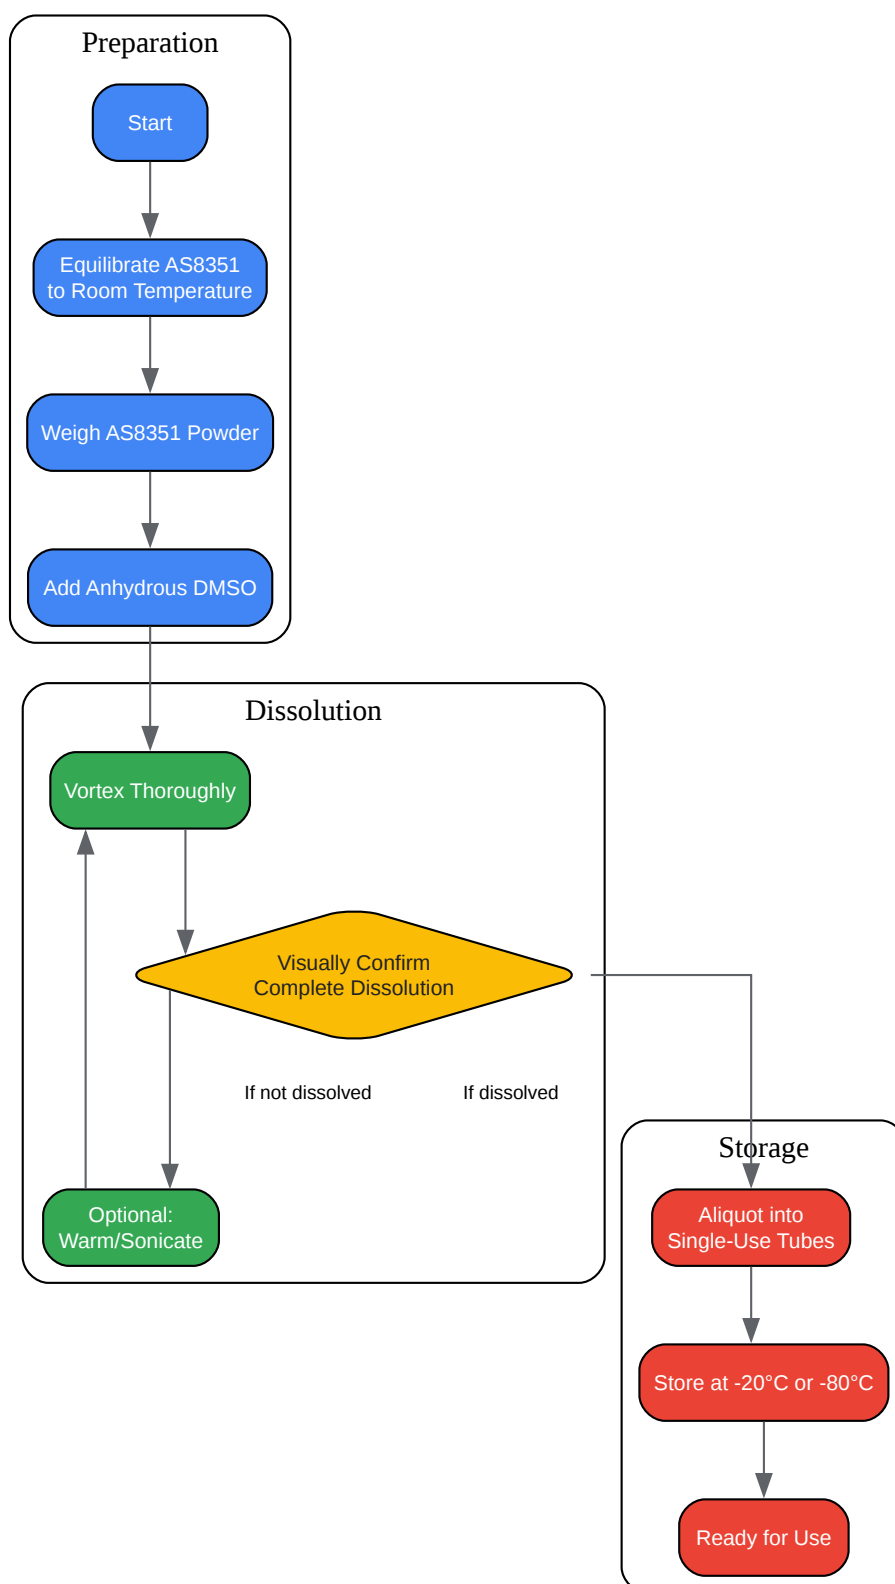 Preparation
Start
Equilibrate AS8351
to Room Temperature
Weigh AS8351 Powder
Add Anhydrous DMSO
Dissolution
Vortex Thoroughly
Visually Confirm
Complete Dissolution
If not dissolved
If dissolved
Optional:
Warm/Sonicate
Storage
Aliquot into
Single-Use Tubes
Store at -20°C or -80°C
Ready for Use